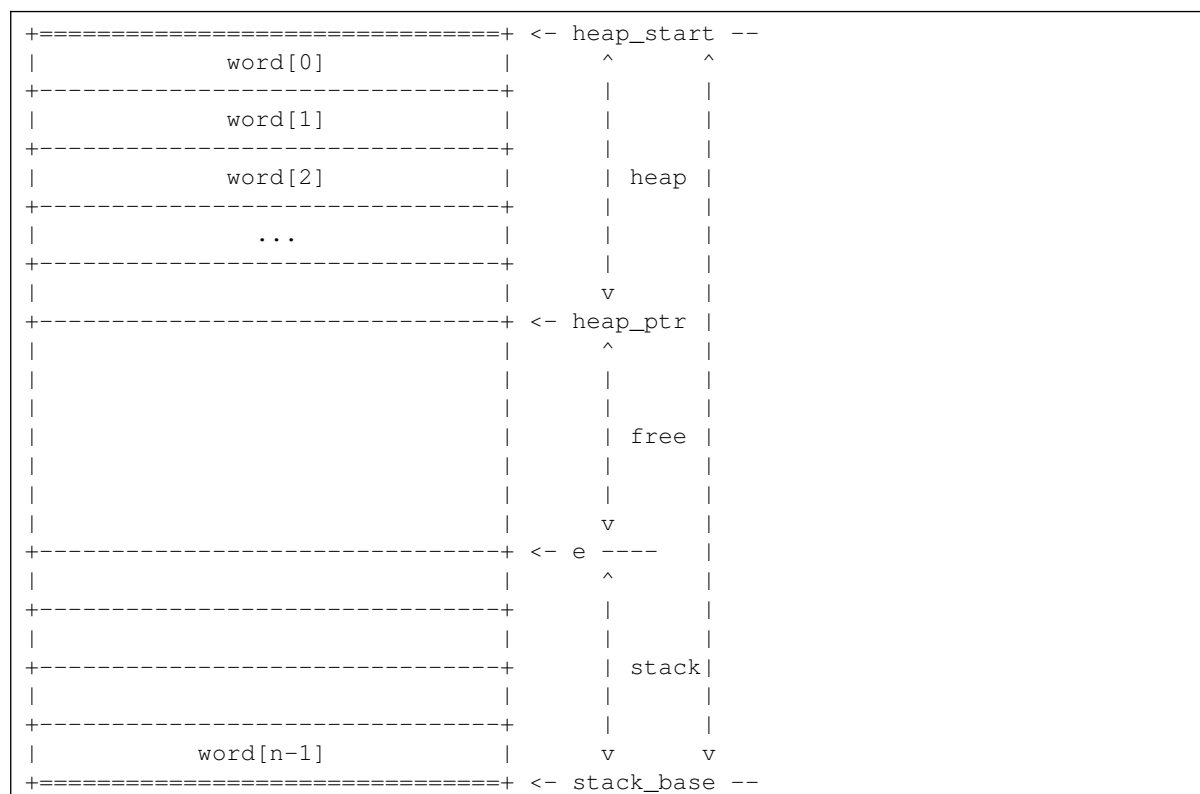 +================================+ <- heap_start --
|             word[0]            |      ^      ^
+--------------------------------+      |      |
|             word[1]            |      |      |
+--------------------------------+      |      |
|             word[2]            |      | heap |
+--------------------------------+      |      |
|               ...              |      |      |
+--------------------------------+      |      |
|                                |      v      |
+--------------------------------+ <- heap_ptr |
|                                |      ^      |
|                                |      |      |
|                                |      |      |
|                                |      | free |
|                                |      |      |
|                                |      |      |
|                                |      v      |
+--------------------------------+ <- e ----   |
|                                |      ^      |
+--------------------------------+      |      |
|                                |      |      |
+--------------------------------+      | stack|
|                                |      |      |
+--------------------------------+      |      |
|           word[n-1]            |      v      v
+================================+ <- stack_base --